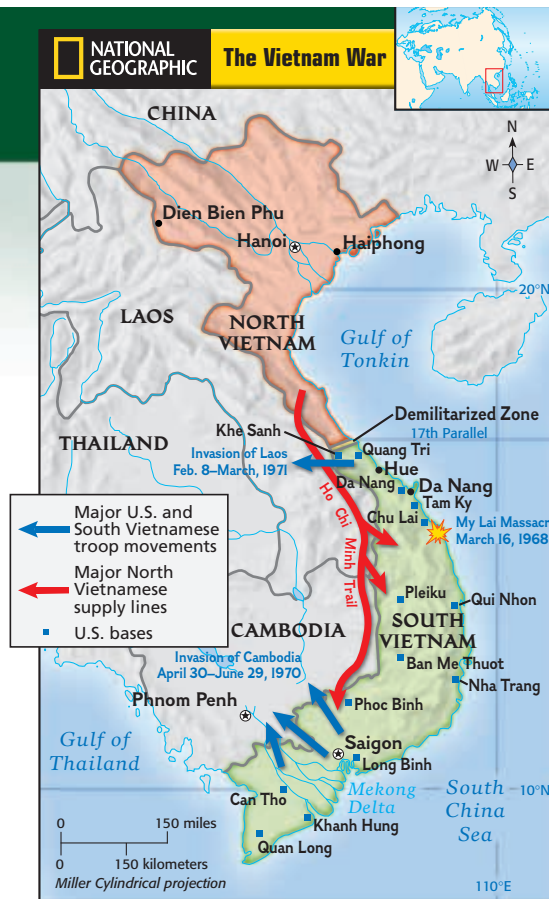 NATIONAL
GEOGRAPHIC
The Vietnam War
CHINA
N
W E
S
Dien Bien Phu
Hanoi
Haiphong
20°N
LAOS
NORTH
VIETNAM
Gulf of
Tonkin
Demilitarized Zone
17th Parallel
Khe Sanh
Quang Tri
THAILAND
Invasion of Laos
Feb. 8–March, 1971
Hue
Da Nang
Da Nang
Tam Ky
Ho Chi Minh Trail
Chu Lai
My Lai Massacr
March 16, 1968
Major U.S. and
South Vietnamese
troop movements
Major North
Vietnamese
supply lines
U.S. bases
Pleiku
Qui Nhon
CAMBODIA
SOUTH
VIETNAM
Invasion of Cambodia
April 30–June 29, 1970
Ban Me Thuot
Nha Trang
Phnom Penh
Phoc Binh
Gulf of
Thailand
Saigon
Long Binh
Can Tho
Mekong
Delta
South
China
Sea
10°N
Khanh Hung
Quan Long
0 150 miles
0 150 kilometers
Miller Cylindrical projection
110°E